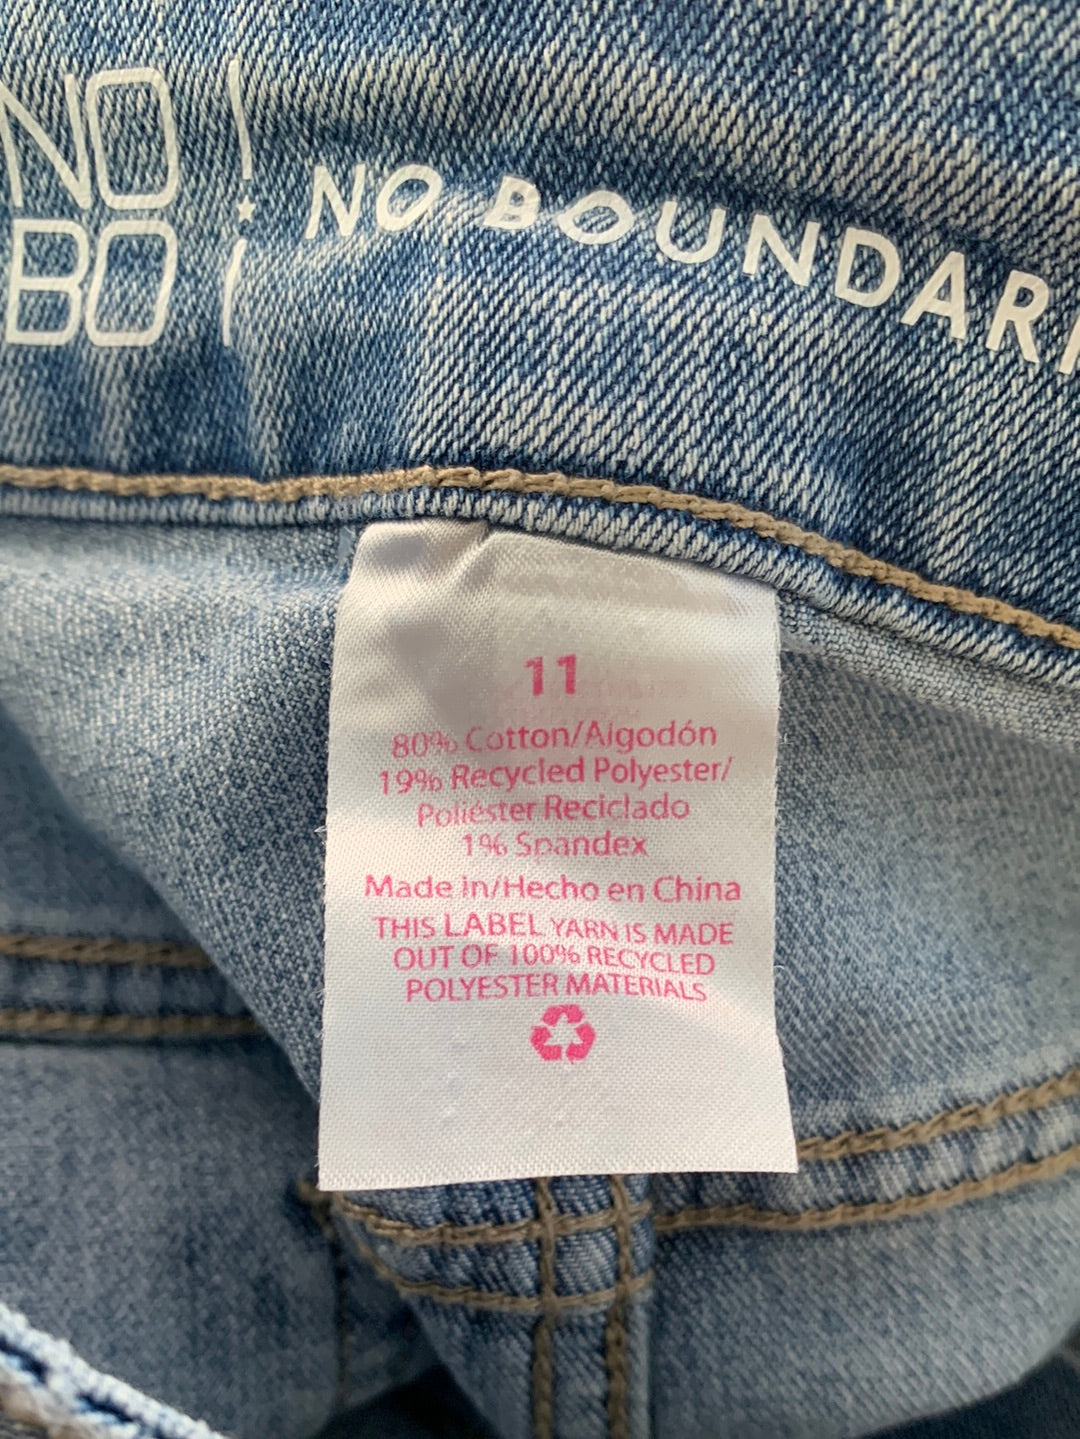 NO
BO
NO BOUNDAR
11
80% Cotton/Algodón
19% Recycled Polyester/
Poliéster Reciclado
1% Spandex
Made in/Hecho en China
THIS LABEL YARN IS MADE
OUT OF 100% RECYCLED
POLYESTER MATERIALS